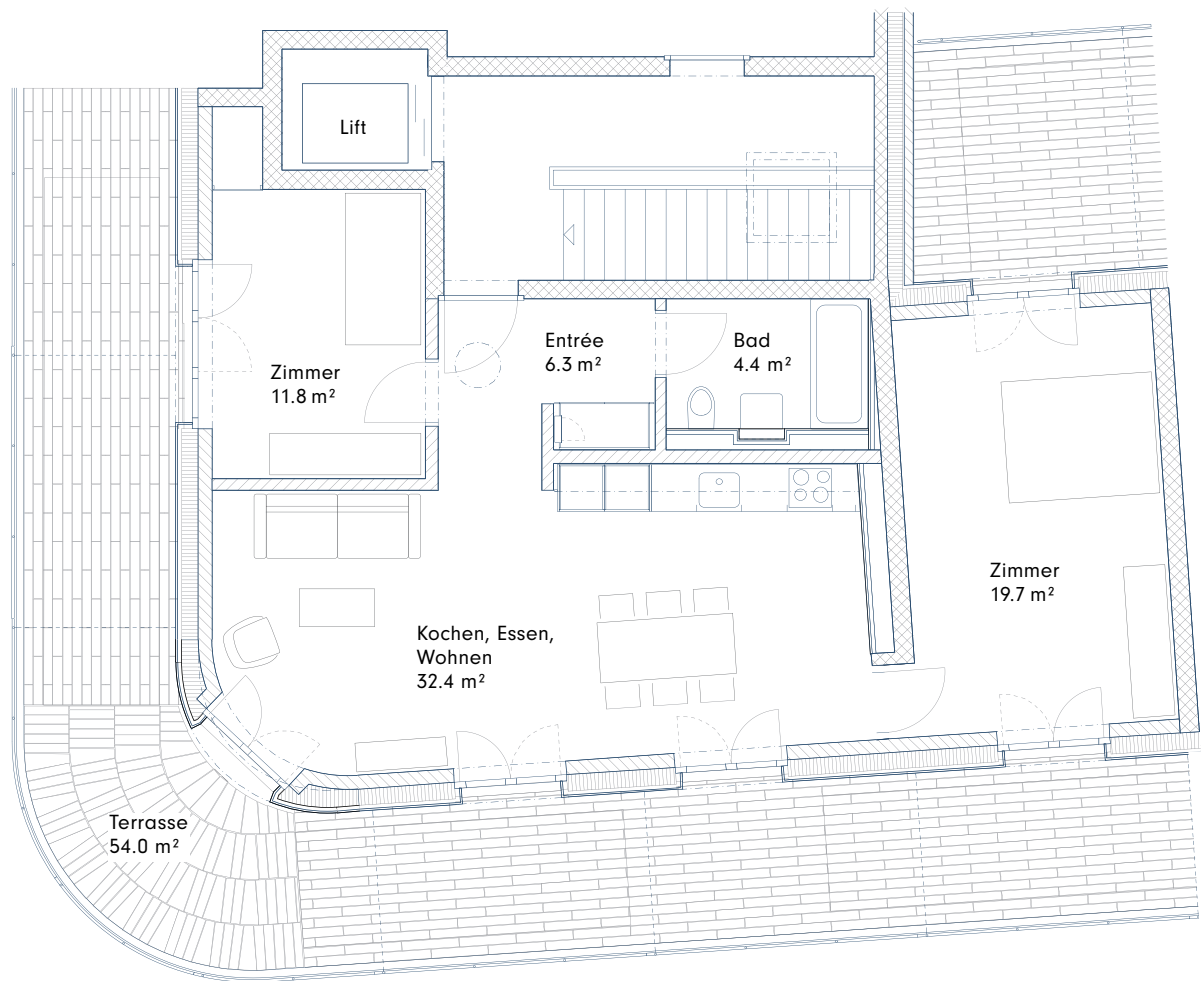 Lift
Entrée
6.3 m²
Bad
4.4 m²
Zimmer
11.8 m²
Zimmer
19.7 m²
Kochen, Essen,
Wohnen
32.4 m²
Terrasse
54.0 m²